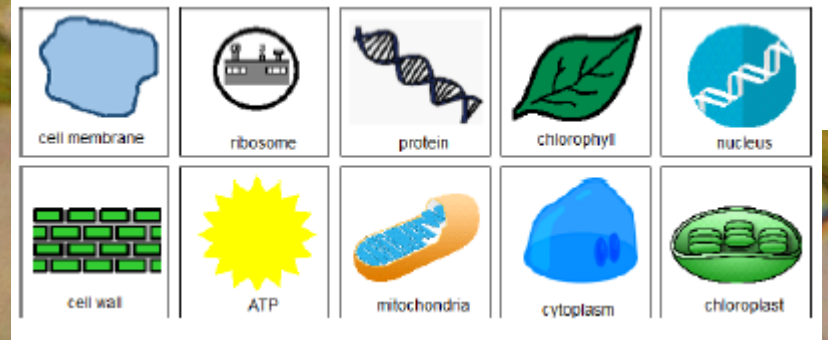 cell membrane
ribosome
protein
chlorophyll
nucleus
cell wall
ATP
mitochondria
cytoplasm
chloroplast